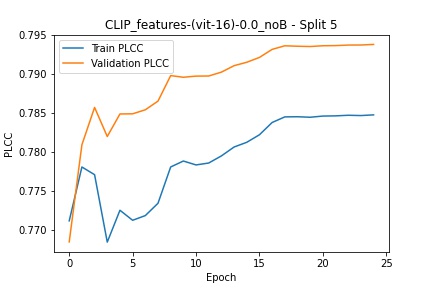 CLIP_features-(vit-16)-0.0_noB - Split 5
0.795
0.790
0.785
0.780
0.775
0.770
PLCC
Train PLCC
Validation PLCC
0 5 10 15 20 25
Epoch